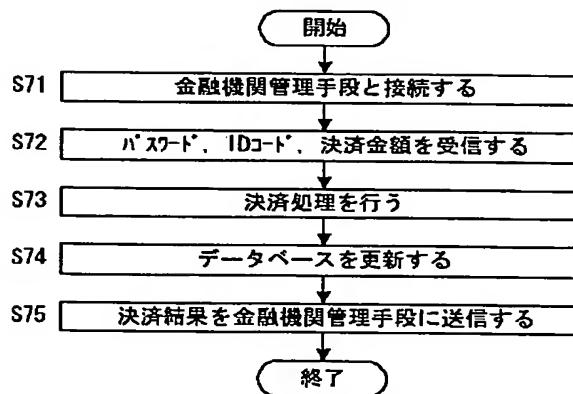 開始
S71 金融機関管理手段と接続する
S72 ﾊﾟｽﾜｰﾄﾞ, IDｺｰﾄﾞ, 決済金額を受信する
S73 決済処理を行う
S74 データベースを更新する
S75 決済結果を金融機関管理手段に送信する
終了